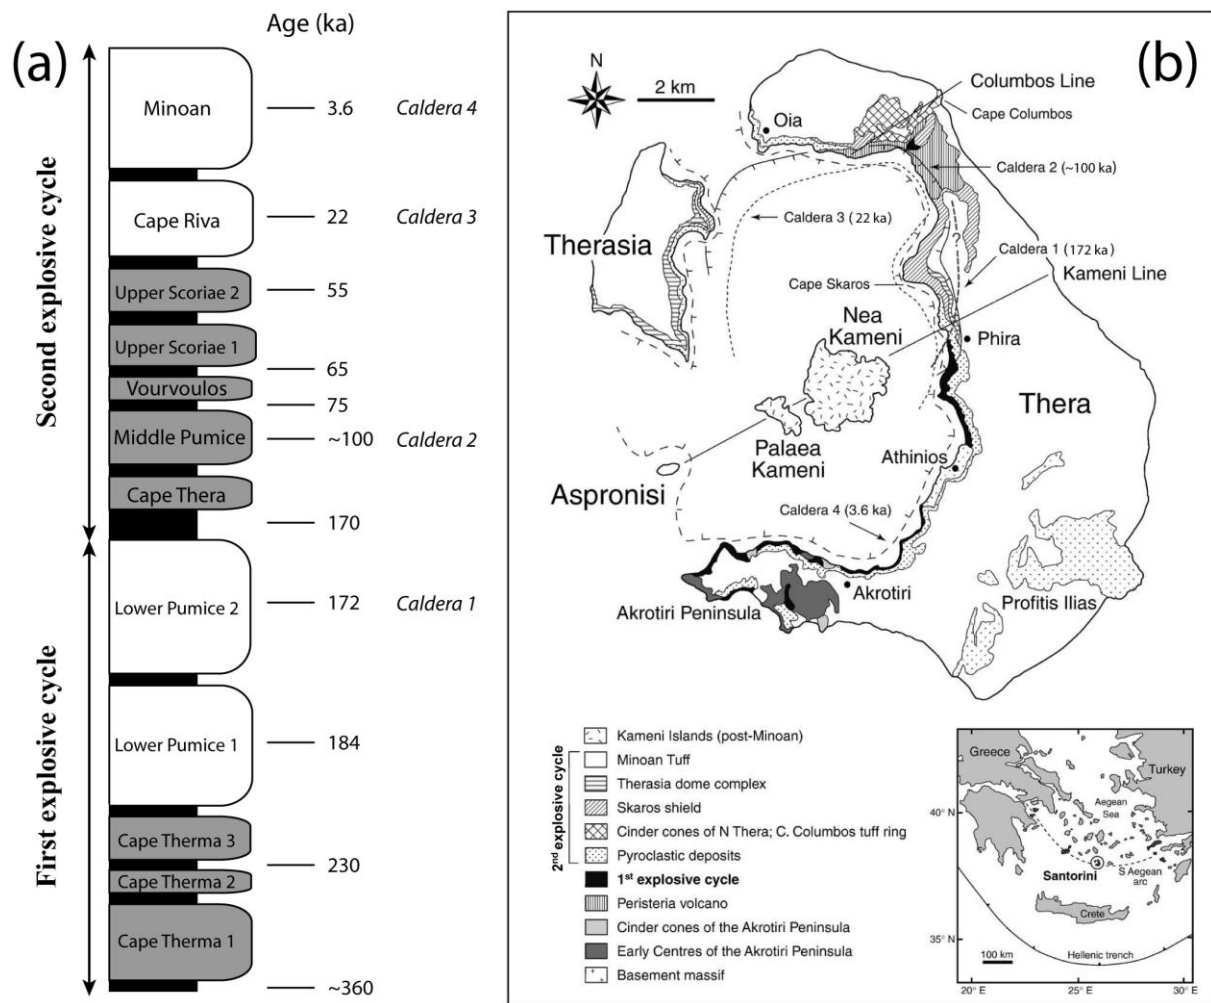 (a)
Age (ka)
Second explosive cycle
First explosive cycle
Minoan
3.6
Caldera 4
Cape Riva
22
Caldera 3
Upper Scoriae 2
55
Upper Scoriae 1
65
Vourvoulos
75
Middle Pumice
~100
Caldera 2
Cape Thera
170
Lower Pumice 2
172
Caldera 1
Lower Pumice 1
184
Cape Therma 3
230
Cape Therma 2
Cape Therma 1
~360
(b)
N
2 km
Columbos Line
Cape Columbos
Oia
Caldera 2 (~100 ka)
Caldera 3 (22 ka)
Therasia
?
Caldera 1 (172 ka)
Kameni Line
Cape Skaros
Nea
Kameni
Phira
Thera
Palaea
Kameni
Athinios
Aspronisi
Caldera 4 (3.6 ka)
Akrotiri
Akrotiri Peninsula
Profitis Ilias
2nd explosive cycle
Kameni Islands (post-Minoan)
Minoan Tuff
Therasia dome complex
Skaros shield
Cinder cones of N Thera; C. Columbos tuff ring
Pyroclastic deposits
1st explosive cycle
Peristeria volcano
Cinder cones of the Akrotiri Peninsula
Early Centres of the Akrotiri Peninsula
Basement massif
Greece
Turkey
40° N
Aegean
Sea
Santorini
S Aegean
arc
Crete
35° N
100 km
Hellenic trench
20° E
25° E
30° E